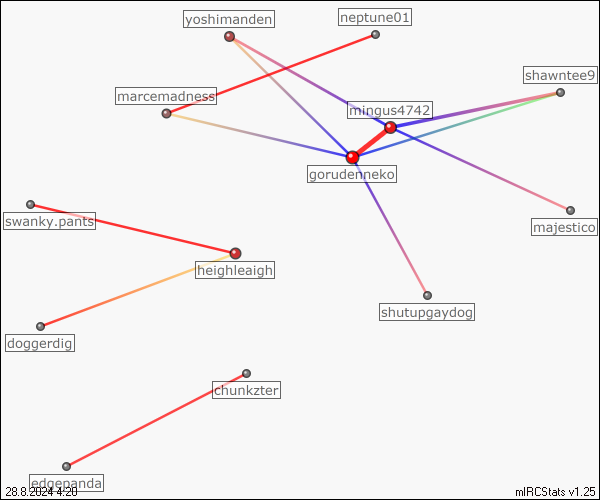 yoshimanden
neptune01
shawntee9
marcemadness
mingus4742
gorudenneko
swanky.pants
majestico
heighleaigh
shutupgaydog
doggerdig
chunkzter
edgepanda
28.8.2024 4:20
mIRCStats v1.25